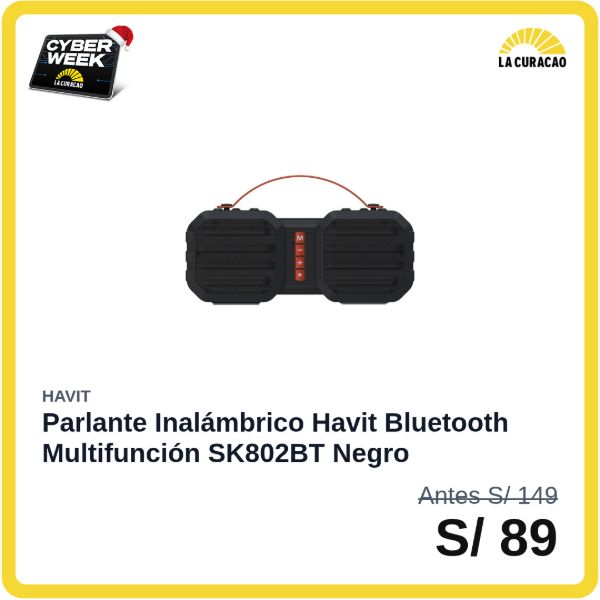 CYBER
WEEK
LA CURACAO
LA CURACAO
M
HAVIT
Parlante Inalámbrico Havit Bluetooth
Multifunción SK802BT Negro
Antes S/ 149
S/ 89